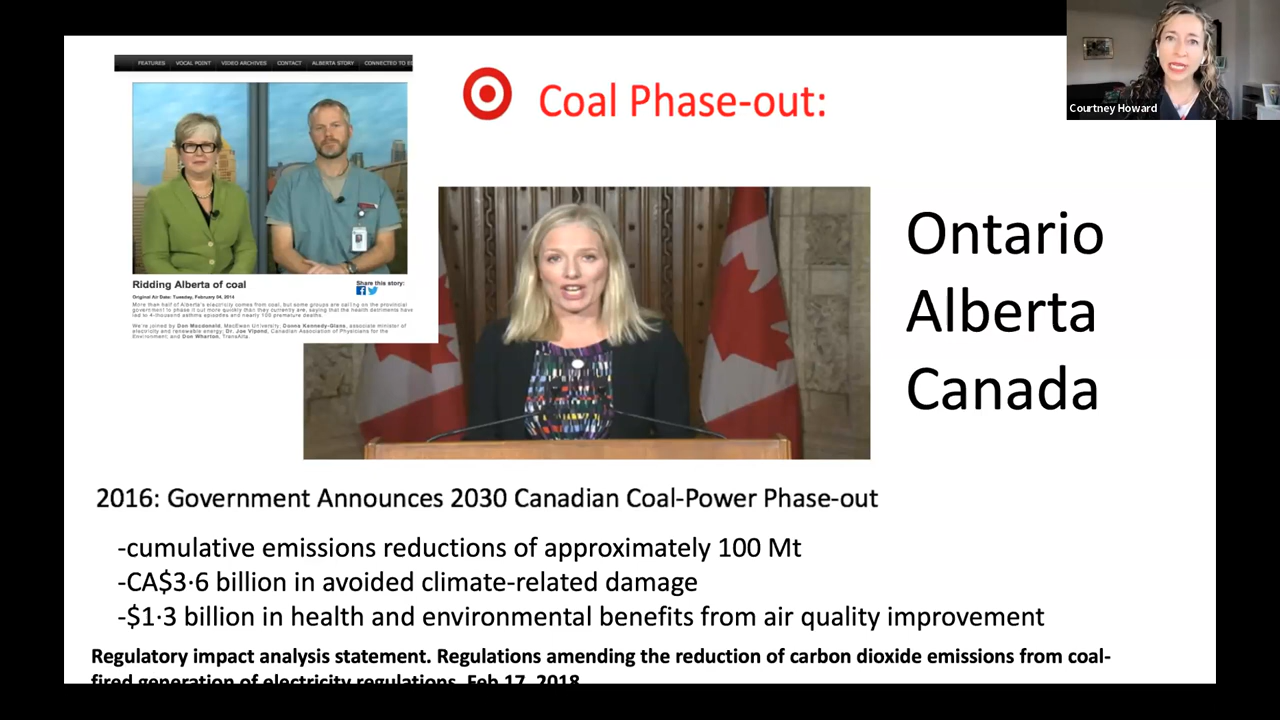 FEATURES VOCAL POINT VIDEO ARCHIVES CONTACT ALBERTA STORY CONNECTED TO
Coal Phase-out:
Courtney Howard
Ontario
Alberta
Canada
Ridding Alberta of coal
Share this story:
Original Air Date: Tuesday, February 04, 2014
More than half of Alberta's electricity comes from coal, but some groups are calling on the provincial
government to phase it out more quickly than they currently are, saying that the health detriments have
led to 4-thousand asthma episodes and nearly 100 premature deaths.
We're joined by Don Macdonald, MacEwan University; Donna Kennedy-Glans, associate minister of
electricity and renewable energy; Dr. Joe Vipond, Canadian Association of Physicians for the
Environment; and Don Wharton, TransAlta.
2016: Government Announces 2030 Canadian Coal-Power Phase-out
-cumulative emissions reductions of approximately 100 Mt
-CA$3·6 billion in avoided climate-related damage
-$1·3 billion in health and environmental benefits from air quality improvement
Regulatory impact analysis statement. Regulations amending the reduction of carbon dioxide emissions from coal-
fired generation of electricity regulations. Feb 17, 2018